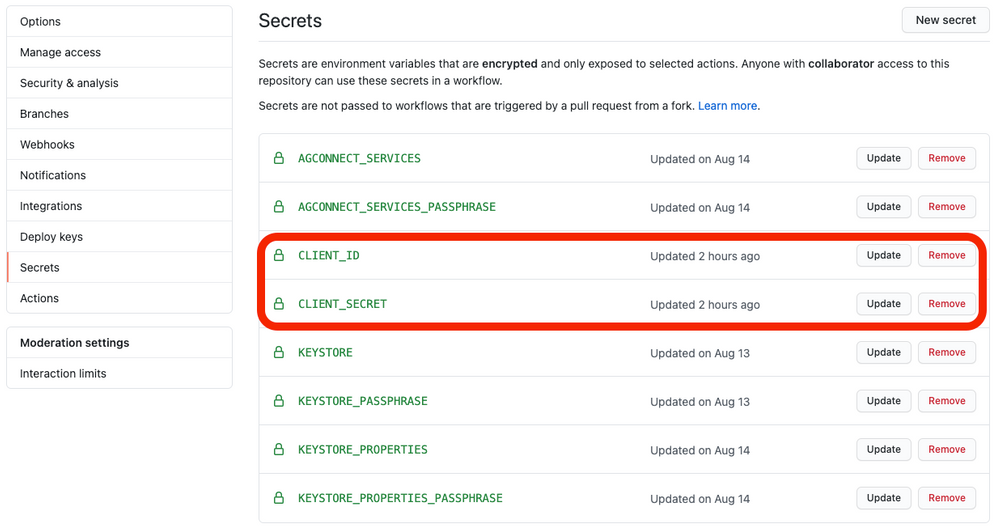 Options
Manage access
Security & analysis
Branches
Webhooks
Notifications
Integrations
Deploy keys
Secrets
Actions
Moderation settings
Interaction limits
Secrets
New secret
Secrets are environment variables that are encrypted and only exposed to selected actions. Anyone with collaborator access to this
repository can use these secrets in a workflow.
Secrets are not passed to workflows that are triggered by a pull request from a fork. Learn more.
AGCONNECT_SERVICES Updated on Aug 14 Update Remove
AGCONNECT_SERVICES_PASSPHRASE Updated on Aug 14 Update Remove
CLIENT_ID Updated 2 hours ago Update Remove
CLIENT_SECRET Updated 2 hours ago Update Remove
KEYSTORE Updated on Aug 13 Update Remove
KEYSTORE_PASSPHRASE Updated on Aug 13 Update Remove
KEYSTORE_PROPERTIES Updated on Aug 14 Update Remove
KEYSTORE_PROPERTIES_PASSPHRASE Updated on Aug 14 Update Remove